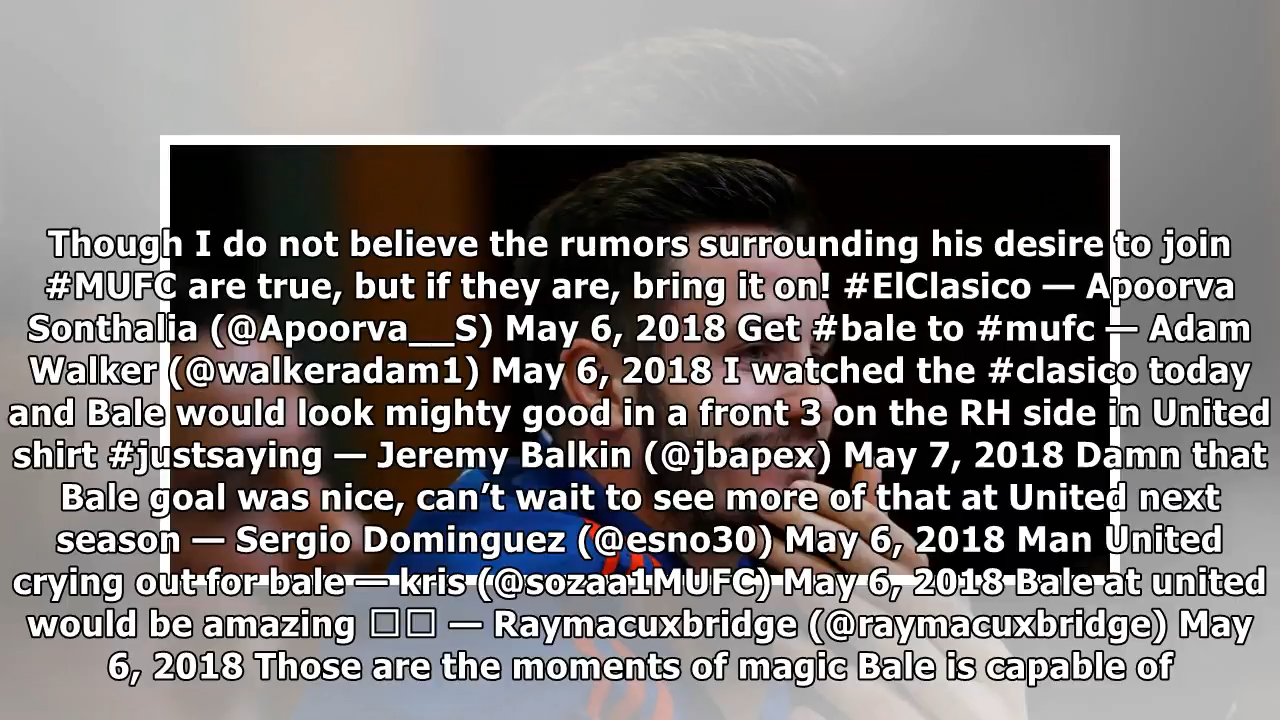 Though I do not believe the rumors surrounding his desire to join
#MUFC are true, but if they are, bring it on! #ElClasico — Apoorva
Sonthalia (@Apoorva__S) May 6, 2018 Get #bale to #mufc — Adam
Walker (@walkeradam1) May 6, 2018 I watched the #clasico today
and Bale would look mighty good in a front 3 on the RH side in United
shirt #justsaying — Jeremy Balkin (@jbapex) May 7, 2018 Damn that
Bale goal was nice, can’t wait to see more of that at United next
season — Sergio Dominguez (@esno30) May 6, 2018 Man United
crying out for bale — kris (@sozaa1MUFC) May 6, 2018 Bale at united
would be amazing □□ — Raymacuxbridge (@raymacuxbridge) May
6, 2018 Those are the moments of magic Bale is capable of